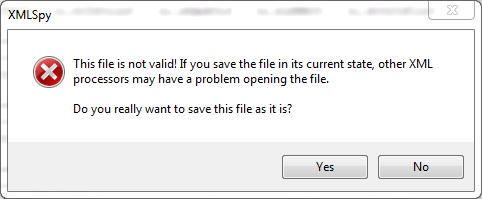 XMLSpy
This file is not valid! If you save the file in its current state, other XML
processors may have a problem opening the file.
Do you really want to save this file as it is?
Yes
No